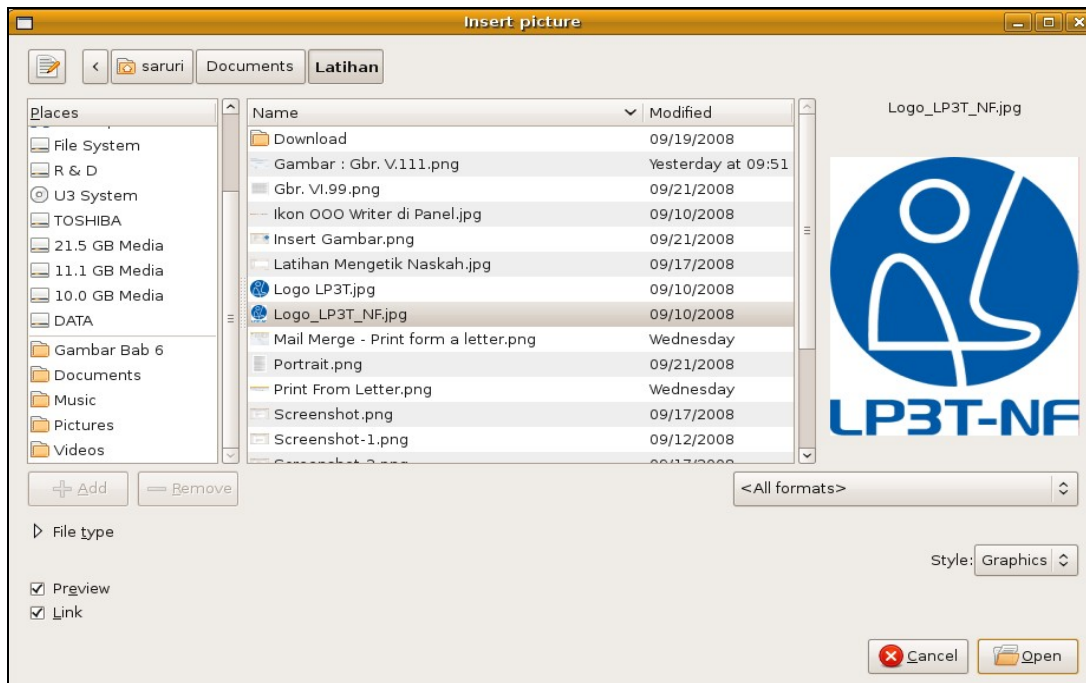 Insert picture
saruri Documents Latihan
Places
File System
R & D
U3 System
TOSHIBA
21.5 GB Media
11.1 GB Media
10.0 GB Media
DATA
Gambar Bab 6
Documents
Music
Pictures
Videos
Name Modified
Download 09/19/2008
Gambar : Gbr. V.111.png Yesterday at 09:51
Gbr. VI.99.png 09/21/2008
Ikon OOO Writer di Panel.jpg 09/10/2008
Insert Gambar.png 09/21/2008
Latihan Mengetik Naskah.jpg 09/17/2008
Logo LP3T.jpg 09/10/2008
Logo_LP3T_NF.jpg 09/10/2008
Mail Merge - Print form a letter.png Wednesday
Portrait.png 09/21/2008
Print From Letter.png Wednesday
Screenshot.png 09/17/2008
Screenshot-1.png 09/12/2008
Logo_LP3T_NF.jpg
LP3T-NF
Add Remove
<All formats>
File type
Style: Graphics
Preview
Link
Cancel Open